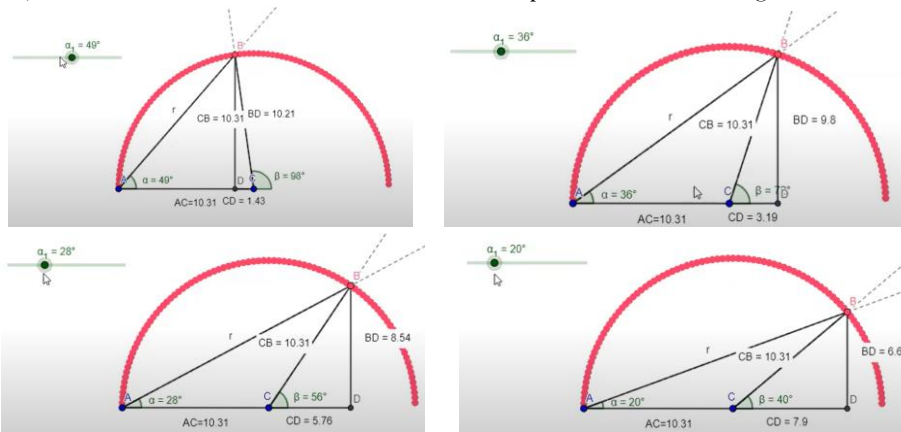 α₁ = 49°
B
r
CB = 10.31
BD = 10.21
A
α = 49°
D
C
β = 98°
AC=10.31
CD = 1.43
α₁ = 36°
B
r
CB = 10.31
BD = 9.8
A
α = 36°
C
D
AC=10.31
CD = 3.19
α₁ = 28°
B
r
CB = 10.31
BD = 8.54
A
α = 28°
C
β = 56°
D
AC=10.31
CD = 5.76
α₁ = 20°
B
r
CB = 10.31
BD = 6.6
A
α = 20°
C
β = 40°
D
AC=10.31
CD = 7.9